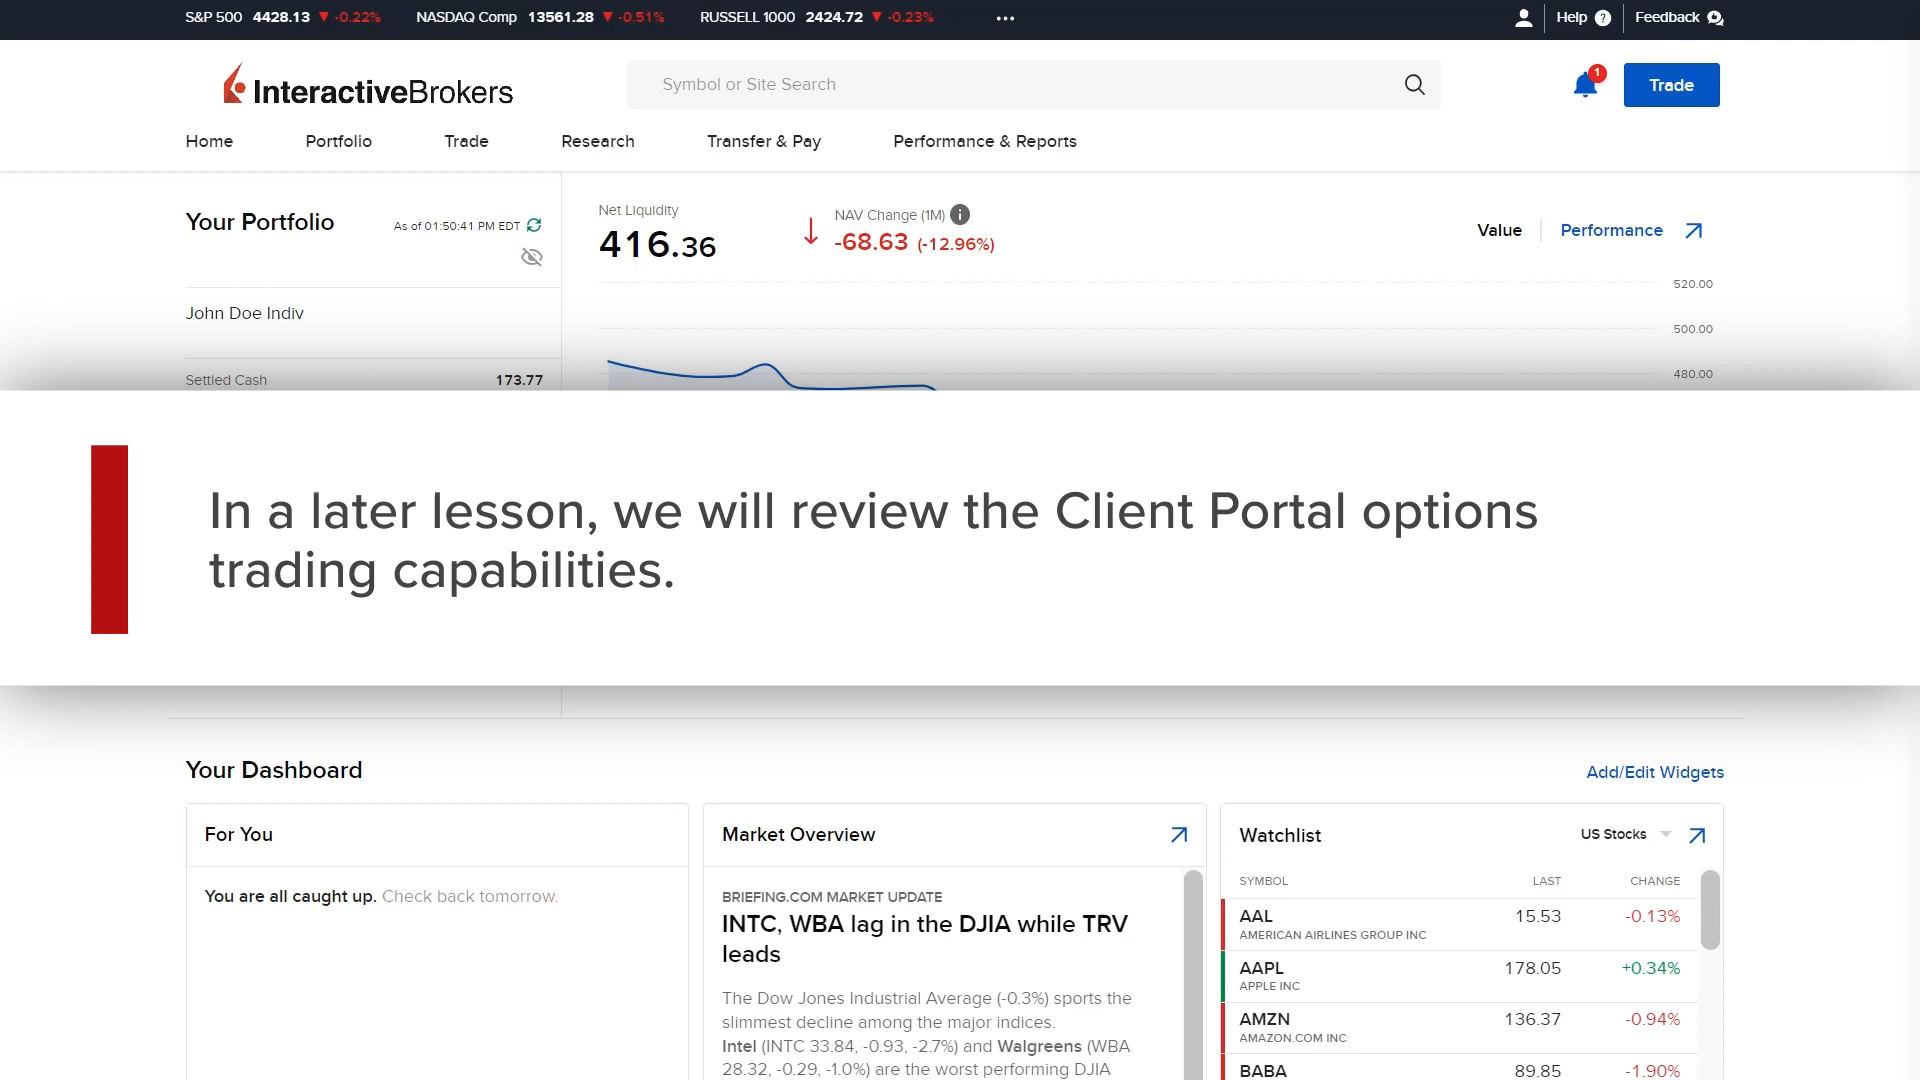 S&P 500 4428.13 ▼ -0.22% NASDAQ Comp 13561.28 ▼ -0.51% RUSSELL 1000 2424.72 ▼ -0.23% ••• Help ? Feedback
InteractiveBrokers
Symbol or Site Search
1
Trade
Home Portfolio Trade Research Transfer & Pay Performance & Reports
Your Portfolio
As of 01:50:41 PM EDT
John Doe Indiv
Settled Cash 173.77
Net Liquidity
416.36
NAV Change (1M) i
-68.63 (-12.96%)
Value Performance
520.00
500.00
480.00
In a later lesson, we will review the Client Portal options
trading capabilities.
Your Dashboard
Add/Edit Widgets
For You
You are all caught up. Check back tomorrow.
Market Overview
BRIEFING.COM MARKET UPDATE
INTC, WBA lag in the DJIA while TRV
leads
The Dow Jones Industrial Average (-0.3%) sports the
slimmest decline among the major indices.
Intel (INTC 33.84, -0.93, -2.7%) and Walgreens (WBA
28.32, -0.29, -1.0%) are the worst performing DJIA
Watchlist US Stocks
SYMBOL LAST CHANGE
AAL 15.53 -0.13%
AMERICAN AIRLINES GROUP INC
AAPL 178.05 +0.34%
APPLE INC
AMZN 136.37 -0.94%
AMAZON.COM INC
BABA 89.85 -1.90%